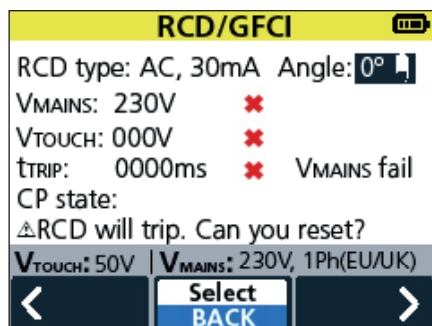 RCD/GFCI
RCD type: AC, 30mA Angle: 0°
VMAINS: 230V ✖
VTOUCH: 000V ✖
tTRIP: 0000ms ✖ VMAINS fail
CP state:
⚠RCD will trip. Can you reset?
VTOUCH: 50V | VMAINS: 230V, 1Ph(EU/UK)
< Select >
BACK